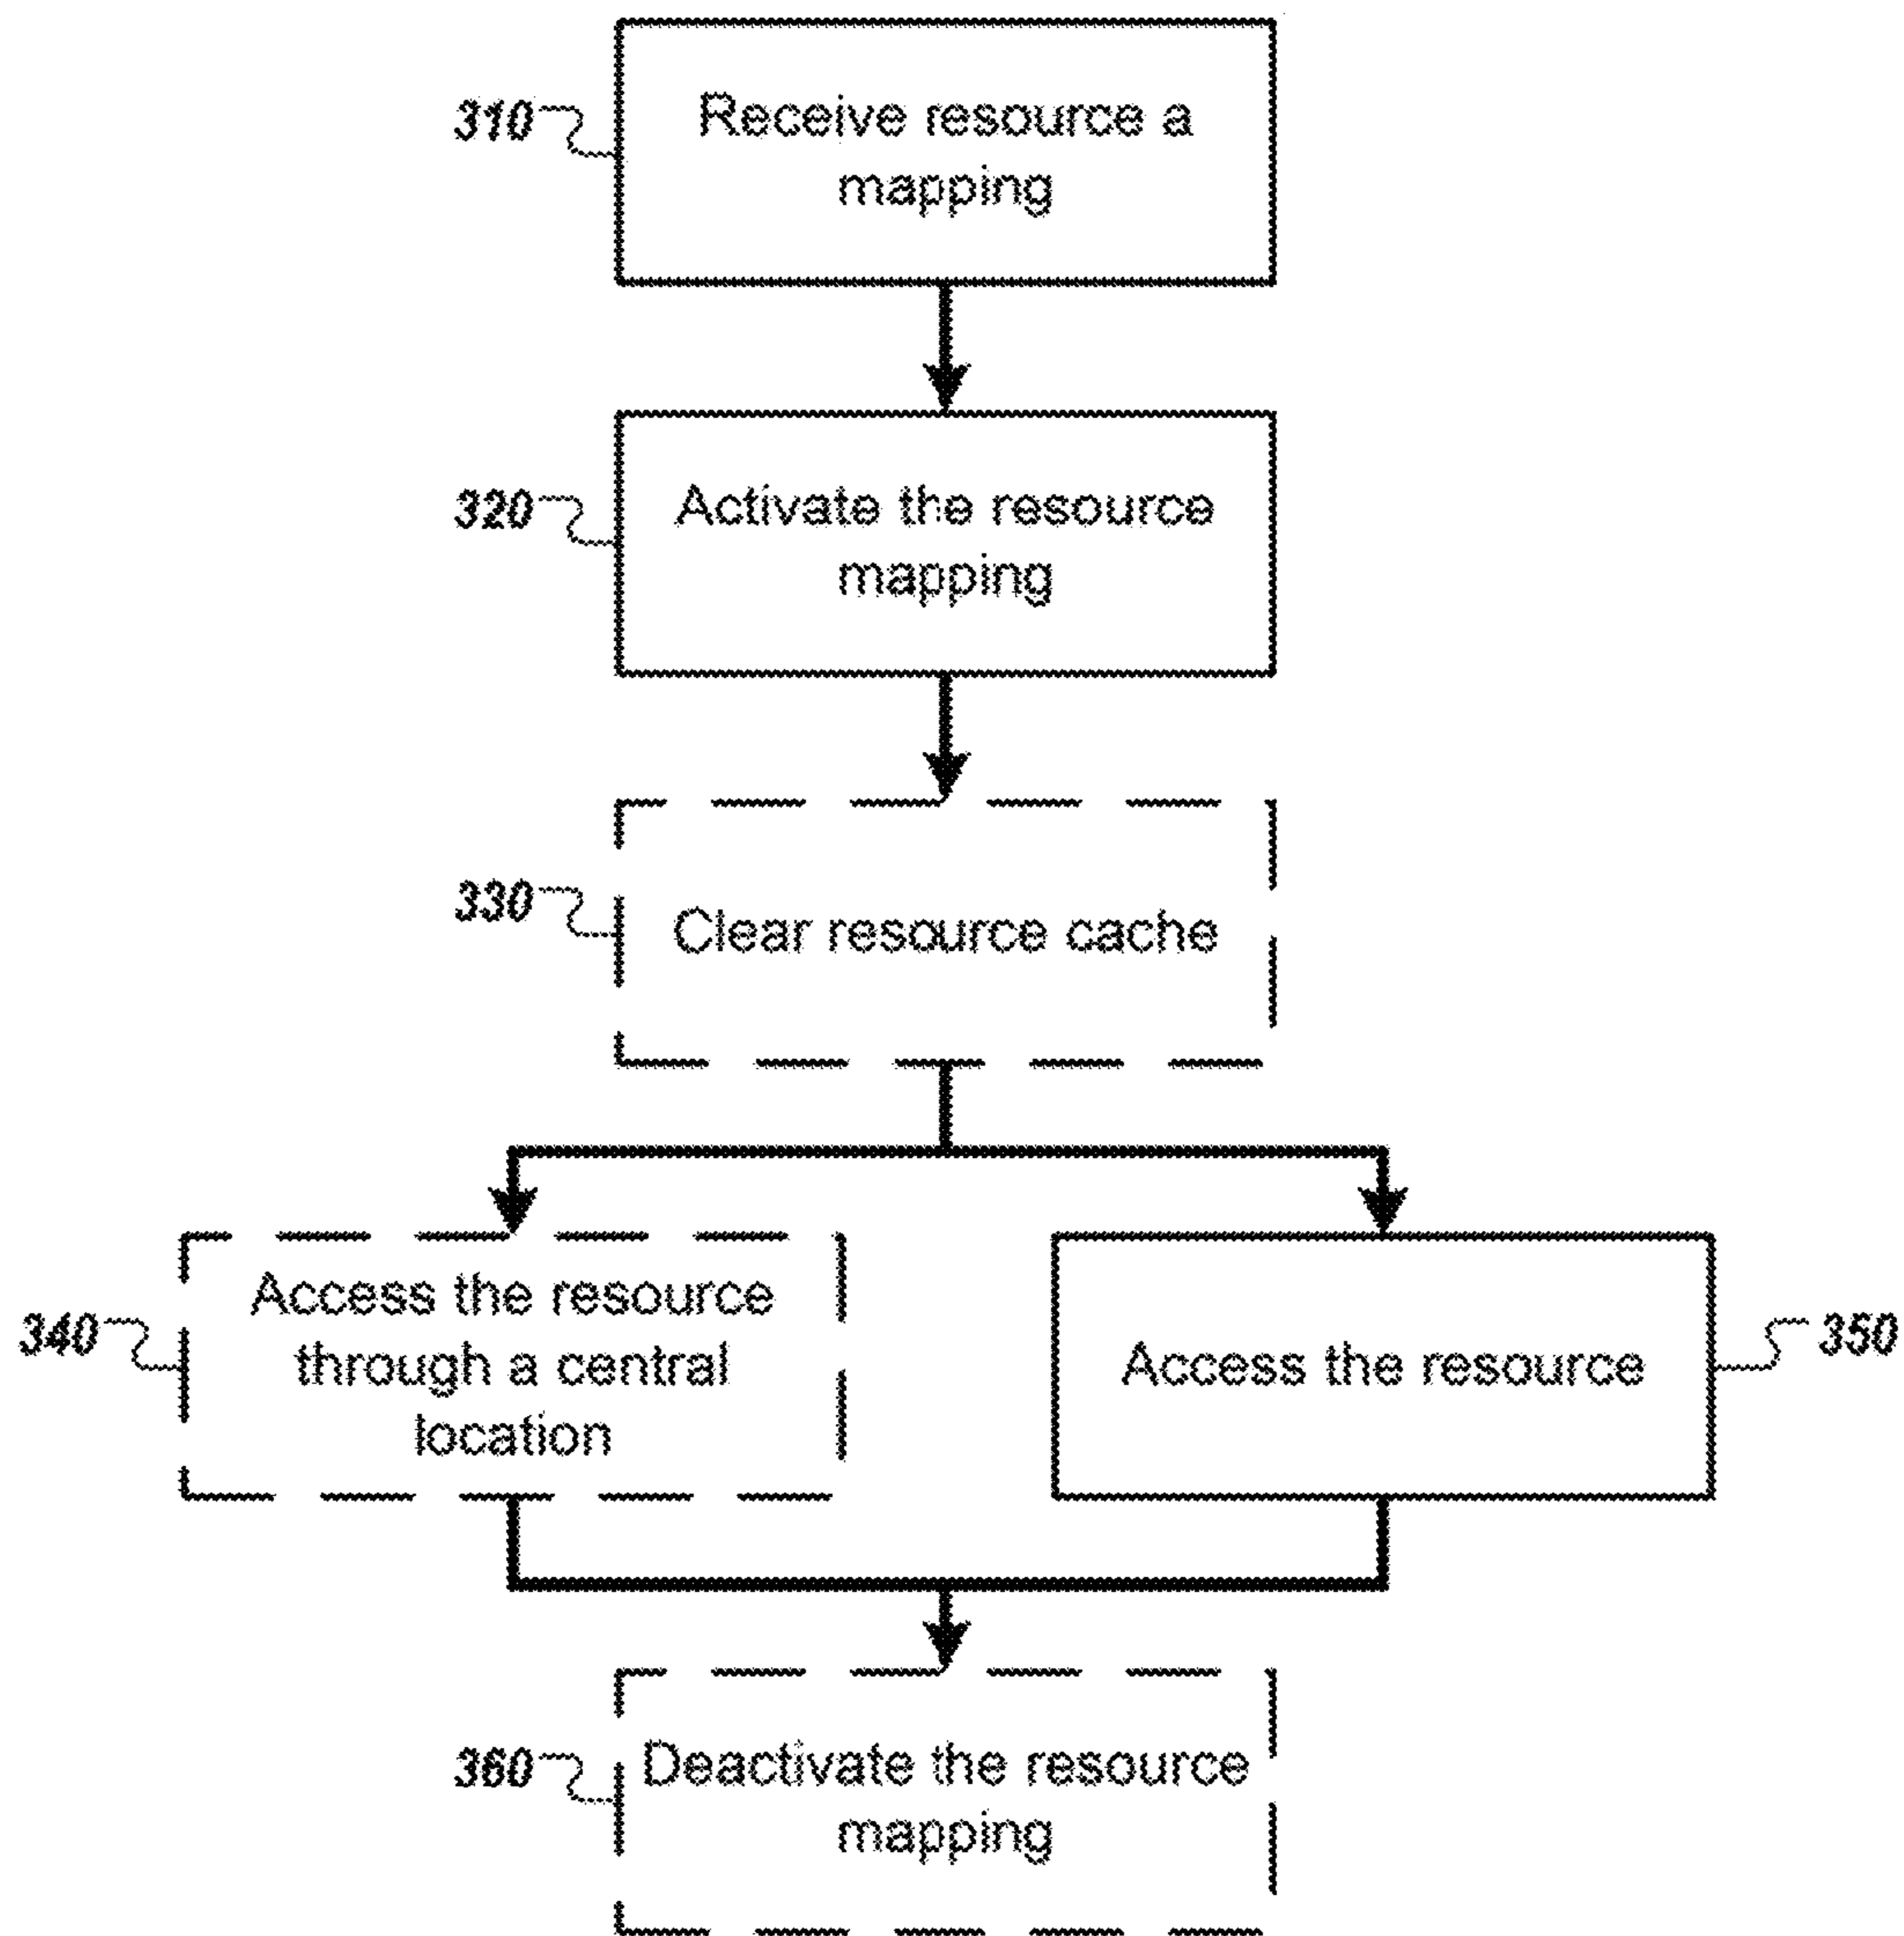 310
Receive resource a
mapping
320
Activate the resource
mapping
330
Clear resource cache
340
Access the resource
through a central
location
Access the resource
350
360
Deactivate the resource
mapping